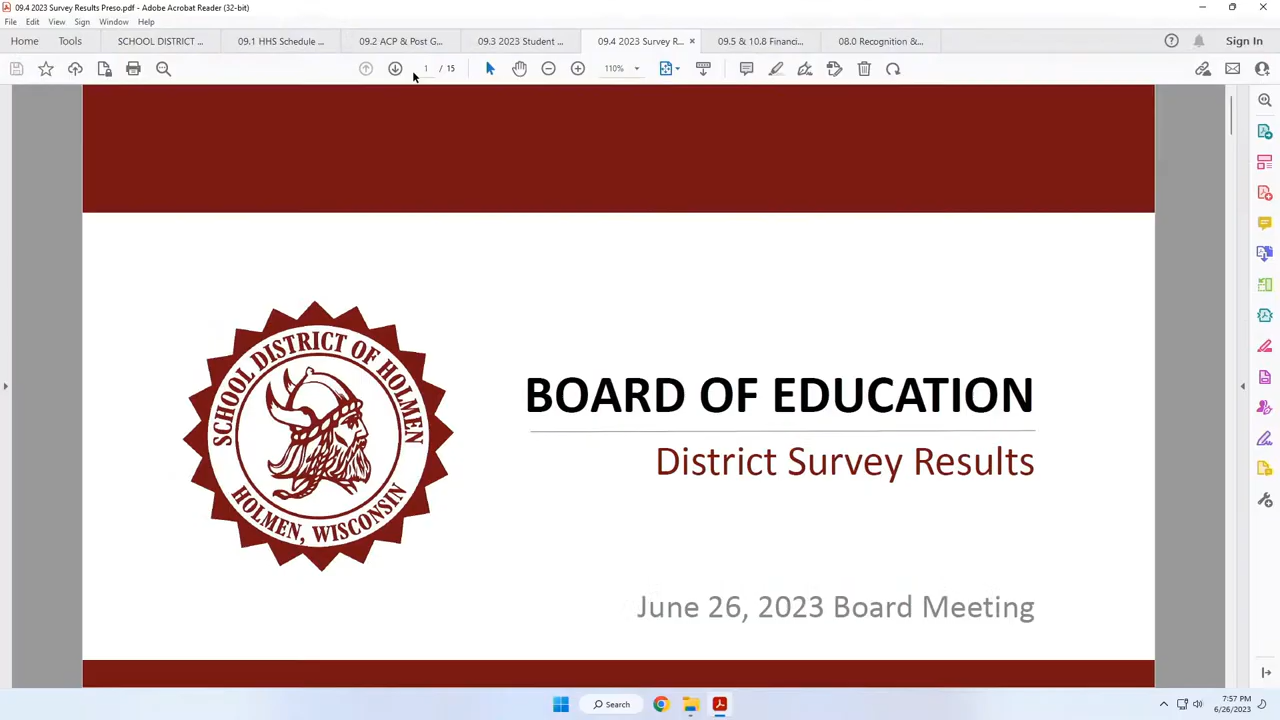 09.4 2023 Survey Results Preso.pdf - Adobe Acrobat Reader (32-bit)
File Edit View Sign Window Help
Home Tools SCHOOL DISTRICT ... 09.1 HHS Schedule ... 09.2 ACP & Post G... 09.3 2023 Student ... 09.4 2023 Survey R... × 09.5 & 10.8 Financi... 08.0 Recognition &... Sign In
1 / 15 110%
SCHOOL DISTRICT OF HOLMEN
HOLMEN, WISCONSIN
BOARD OF EDUCATION
District Survey Results
June 26, 2023 Board Meeting
Search
7:57 PM
6/26/2023